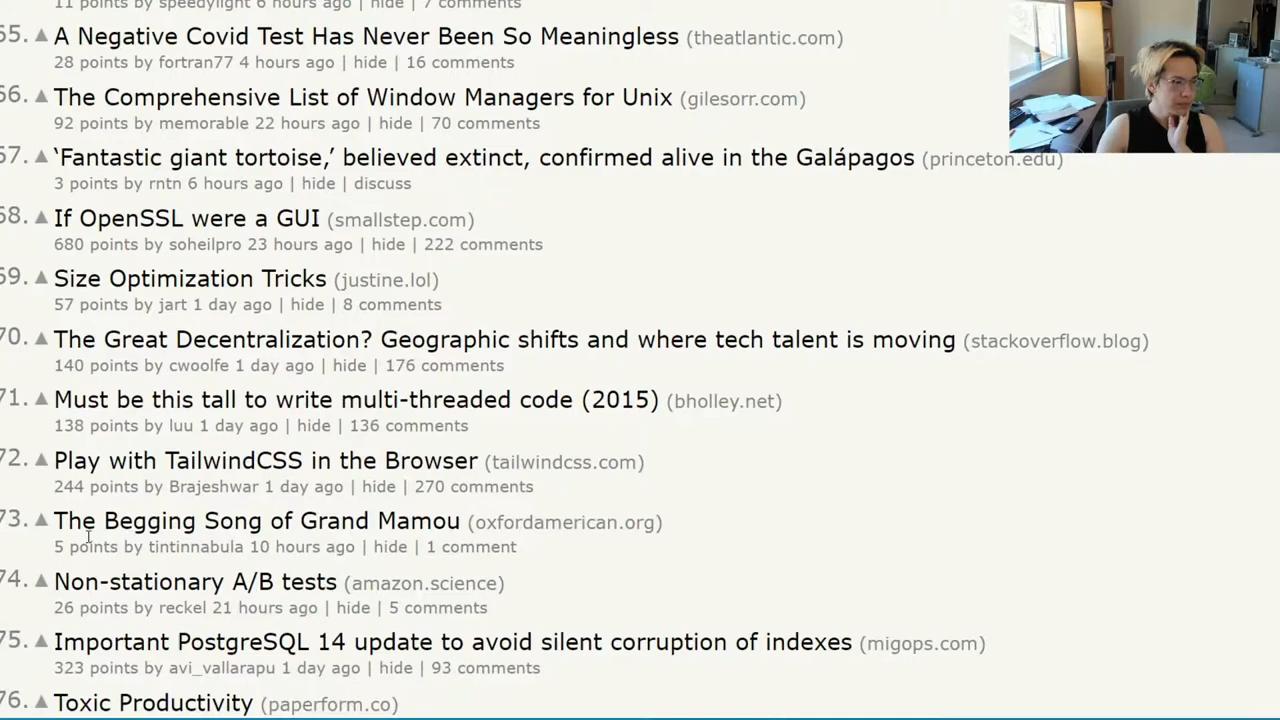 11 points by speedylight 6 hours ago | hide | 7 comments
65. A Negative Covid Test Has Never Been So Meaningless (theatlantic.com)
28 points by fortran77 4 hours ago | hide | 16 comments
66. The Comprehensive List of Window Managers for Unix (gilesorr.com)
92 points by memorable 22 hours ago | hide | 70 comments
67. ‘Fantastic giant tortoise,’ believed extinct, confirmed alive in the Galápagos (princeton.edu)
3 points by rntn 6 hours ago | hide | discuss
68. If OpenSSL were a GUI (smallstep.com)
680 points by soheilpro 23 hours ago | hide | 222 comments
69. Size Optimization Tricks (justine.lol)
57 points by jart 1 day ago | hide | 8 comments
70. The Great Decentralization? Geographic shifts and where tech talent is moving (stackoverflow.blog)
140 points by cwoolfe 1 day ago | hide | 176 comments
71. Must be this tall to write multi-threaded code (2015) (bholley.net)
138 points by luu 1 day ago | hide | 136 comments
72. Play with TailwindCSS in the Browser (tailwindcss.com)
244 points by Brajeshwar 1 day ago | hide | 270 comments
73. The Begging Song of Grand Mamou (oxfordamerican.org)
5 points by tintinnabula 10 hours ago | hide | 1 comment
74. Non-stationary A/B tests (amazon.science)
26 points by reckel 21 hours ago | hide | 5 comments
75. Important PostgreSQL 14 update to avoid silent corruption of indexes (migops.com)
323 points by avi_vallarapu 1 day ago | hide | 93 comments
76. Toxic Productivity (paperform.co)